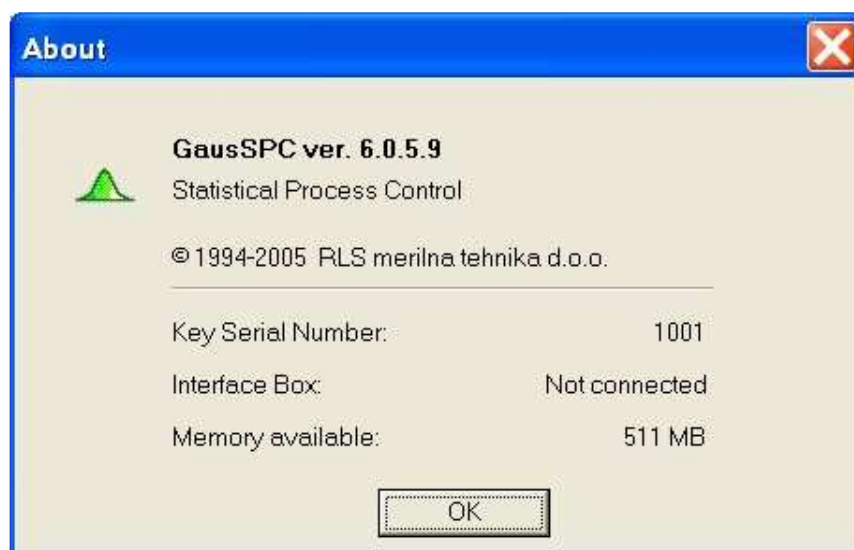 About
GausSPC ver. 6.0.5.9
Statistical Process Control
© 1994-2005 RLS merilna tehnika d.o.o.
Key Serial Number: 1001
Interface Box: Not connected
Memory available: 511 MB
OK